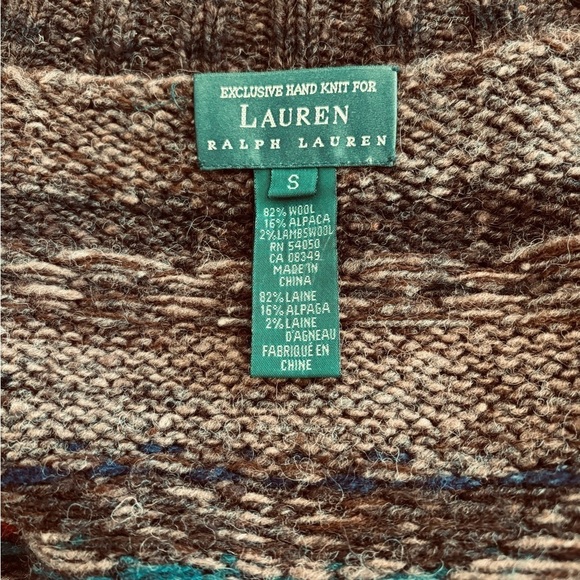 EXCLUSIVE HAND KNIT FOR
LAUREN
RALPH LAUREN
S
82% WOOL
16% ALPACA
2% LAMBSWOOL
RN 54050
CA 08349
MADE IN
CHINA
82% LAINE
16% ALPAGA
2% LAINE
D'AGNEAU
FABRIQUÉ EN
CHINE